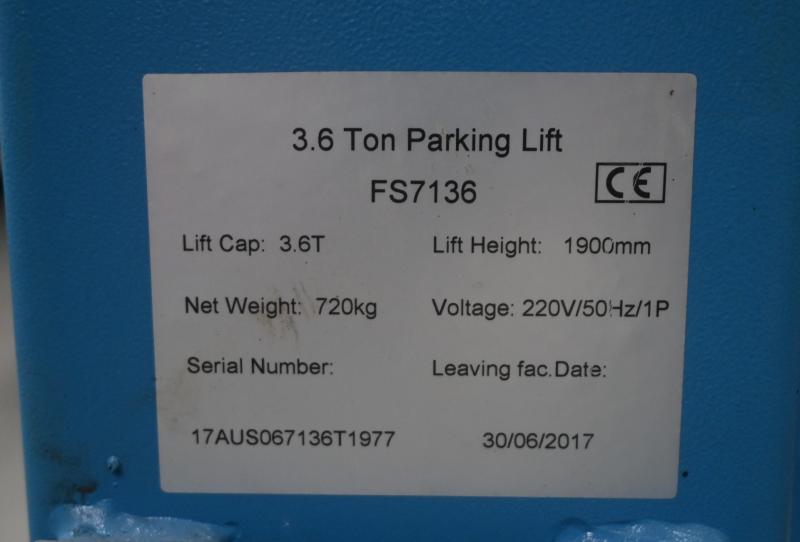 3.6 Ton Parking Lift
FS7136 CE
Lift Cap: 3.6T Lift Height: 1900mm
Net Weight: 720kg Voltage: 220V/50Hz/1P
Serial Number: Leaving fac.Date:
17AUS067136T1977 30/06/2017